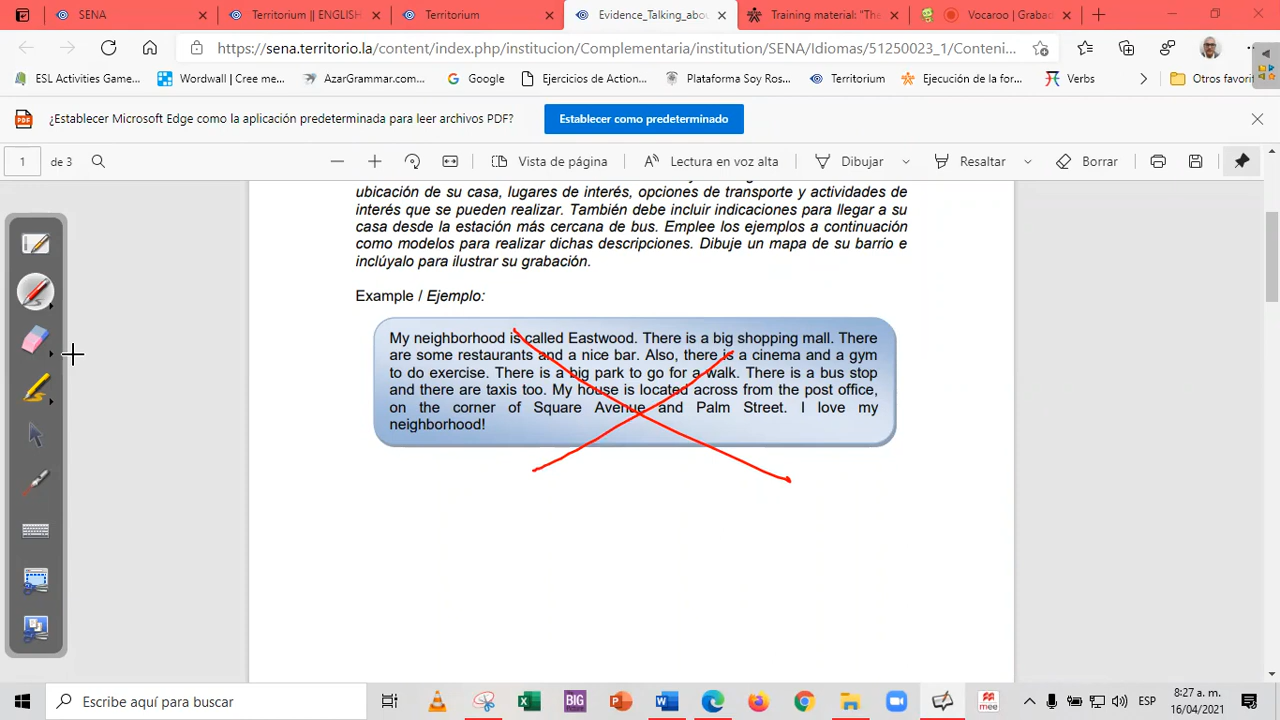 SENA
Territorium || ENGLISH
Territorium
Evidence_Talking_abou
Training material: "The
Vocaroo | Grabad
https://sena.territorio.la/content/index.php/institucion/Complementaria/institution/SENA/Idiomas/51250023_1/Conteni...
ESL Activities Game...
Wordwall | Cree me...
AzarGrammar.com...
Google
Ejercicios de Action...
Plataforma Soy Ros...
Territorium
Ejecución de la for...
Verbs
Otros favorit
¿Establecer Microsoft Edge como la aplicación predeterminada para leer archivos PDF?
Establecer como predeterminado
1
de 3
Vista de página
Lectura en voz alta
Dibujar
Resaltar
Borrar
ubicación de su casa, lugares de interés, opciones de transporte y actividades de
interés que se pueden realizar. También debe incluir indicaciones para llegar a su
casa desde la estación más cercana de bus. Emplee los ejemplos a continuación
como modelos para realizar dichas descripciones. Dibuje un mapa de su barrio e
inclúyalo para ilustrar su grabación.
Example / Ejemplo:
My neighborhood is called Eastwood. There is a big shopping mall. There
are some restaurants and a nice bar. Also, there is a cinema and a gym
to do exercise. There is a big park to go for a walk. There is a bus stop
and there are taxis too. My house is located across from the post office,
on the corner of Square Avenue and Palm Street. I love my
neighborhood!
Escribe aquí para buscar
BIG
mee
ESP
8:27 a. m.
16/04/2021